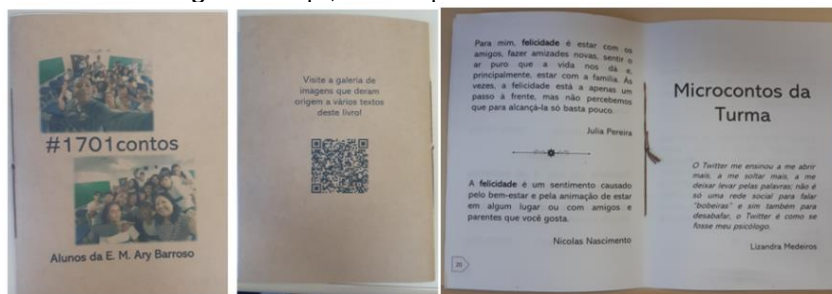 #1701contos
Alunos da E. M. Ary Barroso
Visite a galeria de
imagens que deram
origem a vários textos
deste livro!
Para mim, felicidade é estar com os
amigos, fazer amizades novas, sentir o
ar puro que a vida nos dá e,
principalmente, estar com a família. Às
vezes, a felicidade está a apenas um
passo à frente, mas não percebemos
que para alcançá-la só basta pouco.
Julia Pereira
A felicidade é um sentimento causado
pelo bem-estar e pela animação de estar
em algum lugar ou com amigos e
parentes que você gosta.
Nicolas Nascimento
26
Microcontos da
Turma
O Twitter me ensinou a me abrir
mais, a me soltar mais, a me
deixar levar pelas palavras; não é
só uma rede social para falar
"bobeiras" e sim também para
desabafar, o Twitter é como se
fosse meu psicólogo.
Lizandra Medeiros